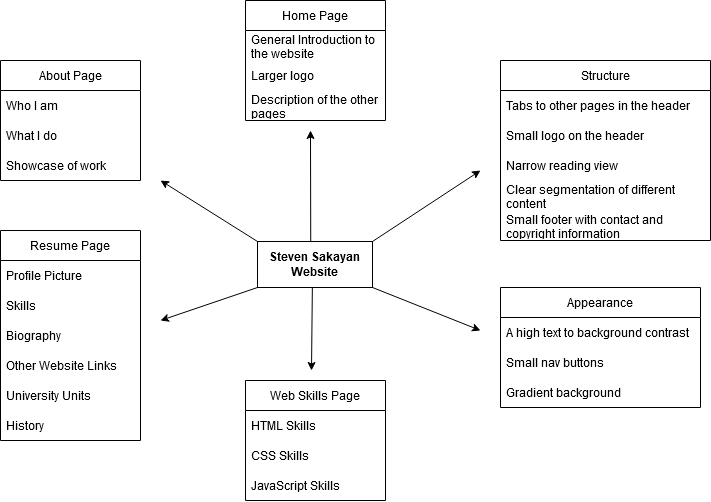 Home Page
General Introduction to
the website
Larger logo
Description of the other
pages
About Page
Who I am
What I do
Showcase of work
Structure
Tabs to other pages in the header
Small logo on the header
Narrow reading view
Clear segmentation of different
content
Small footer with contact and
copyright information
Steven Sakayan
Website
Resume Page
Profile Picture
Skills
Biography
Other Website Links
University Units
History
Appearance
A high text to background contrast
Small nav buttons
Gradient background
Web Skills Page
HTML Skills
CSS Skills
JavaScript Skills